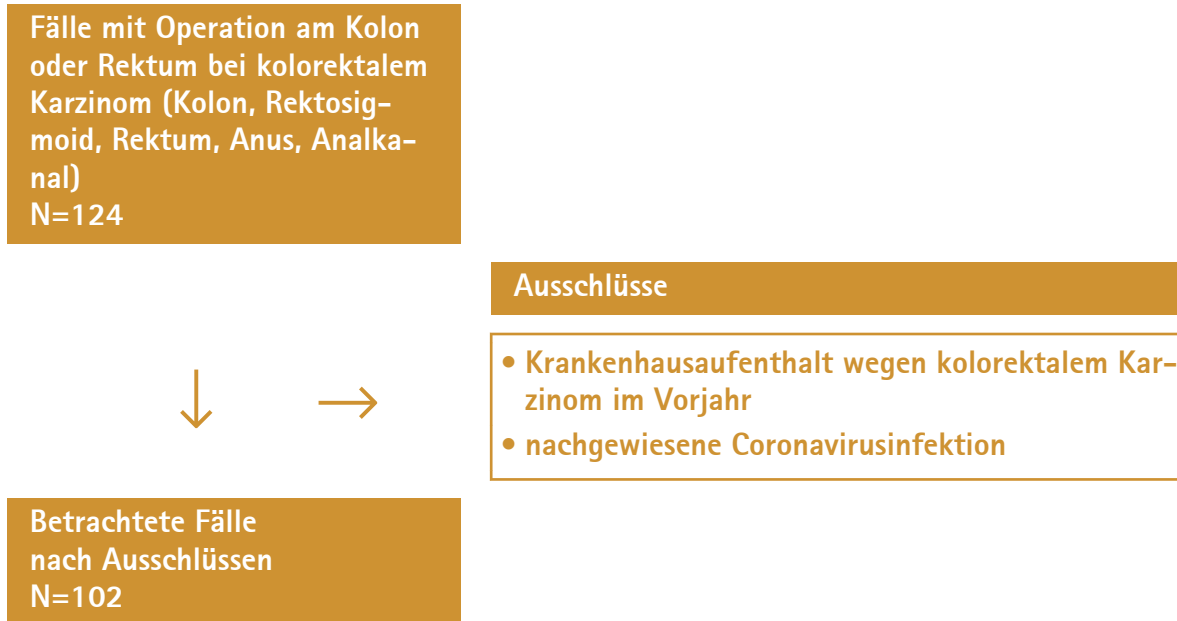 Fälle mit Operation am Kolon
oder Rektum bei kolorektalem
Karzinom (Kolon, Rektosig-
moid, Rektum, Anus, Analka-
nal)
N=124
Ausschlüsse
• Krankenhausaufenthalt wegen kolorektalem Kar-
zinom im Vorjahr
• nachgewiesene Coronavirusinfektion
Betrachtete Fälle
nach Ausschlüssen
N=102